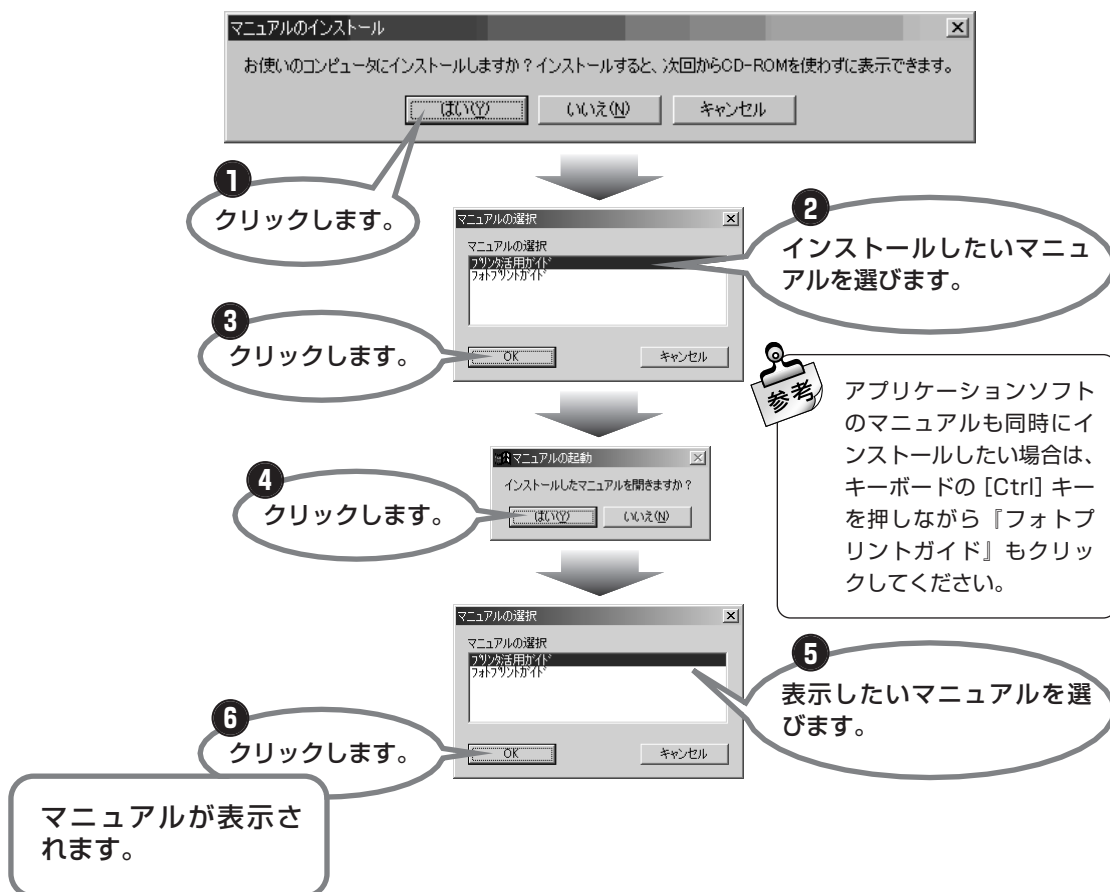 マニュアルのインストール
お使いのコンピュータにインストールしますか？インストールすると、次回からCD-ROMを使わずに表示できます。
はい(Y) いいえ(N) キャンセル
1
クリックします。
マニュアルの選択
マニュアルの選択
プリンタ活用ガイド
フォトプリントガイド
OK キャンセル
2
インストールしたいマニュ
アルを選びます。
3
クリックします。
参考
アプリケーションソフト
のマニュアルも同時にイ
ンストールしたい場合は、
キーボードの［Ctrl］キー
を押しながら『フォトプ
リントガイド』もクリッ
クしてください。
マニュアルの起動
インストールしたマニュアルを開きますか？
はい(Y) いいえ(N)
4
クリックします。
マニュアルの選択
マニュアルの選択
プリンタ活用ガイド
フォトプリントガイド
OK キャンセル
5
表示したいマニュアルを選
びます。
6
クリックします。
マニュアルが表示さ
れます。